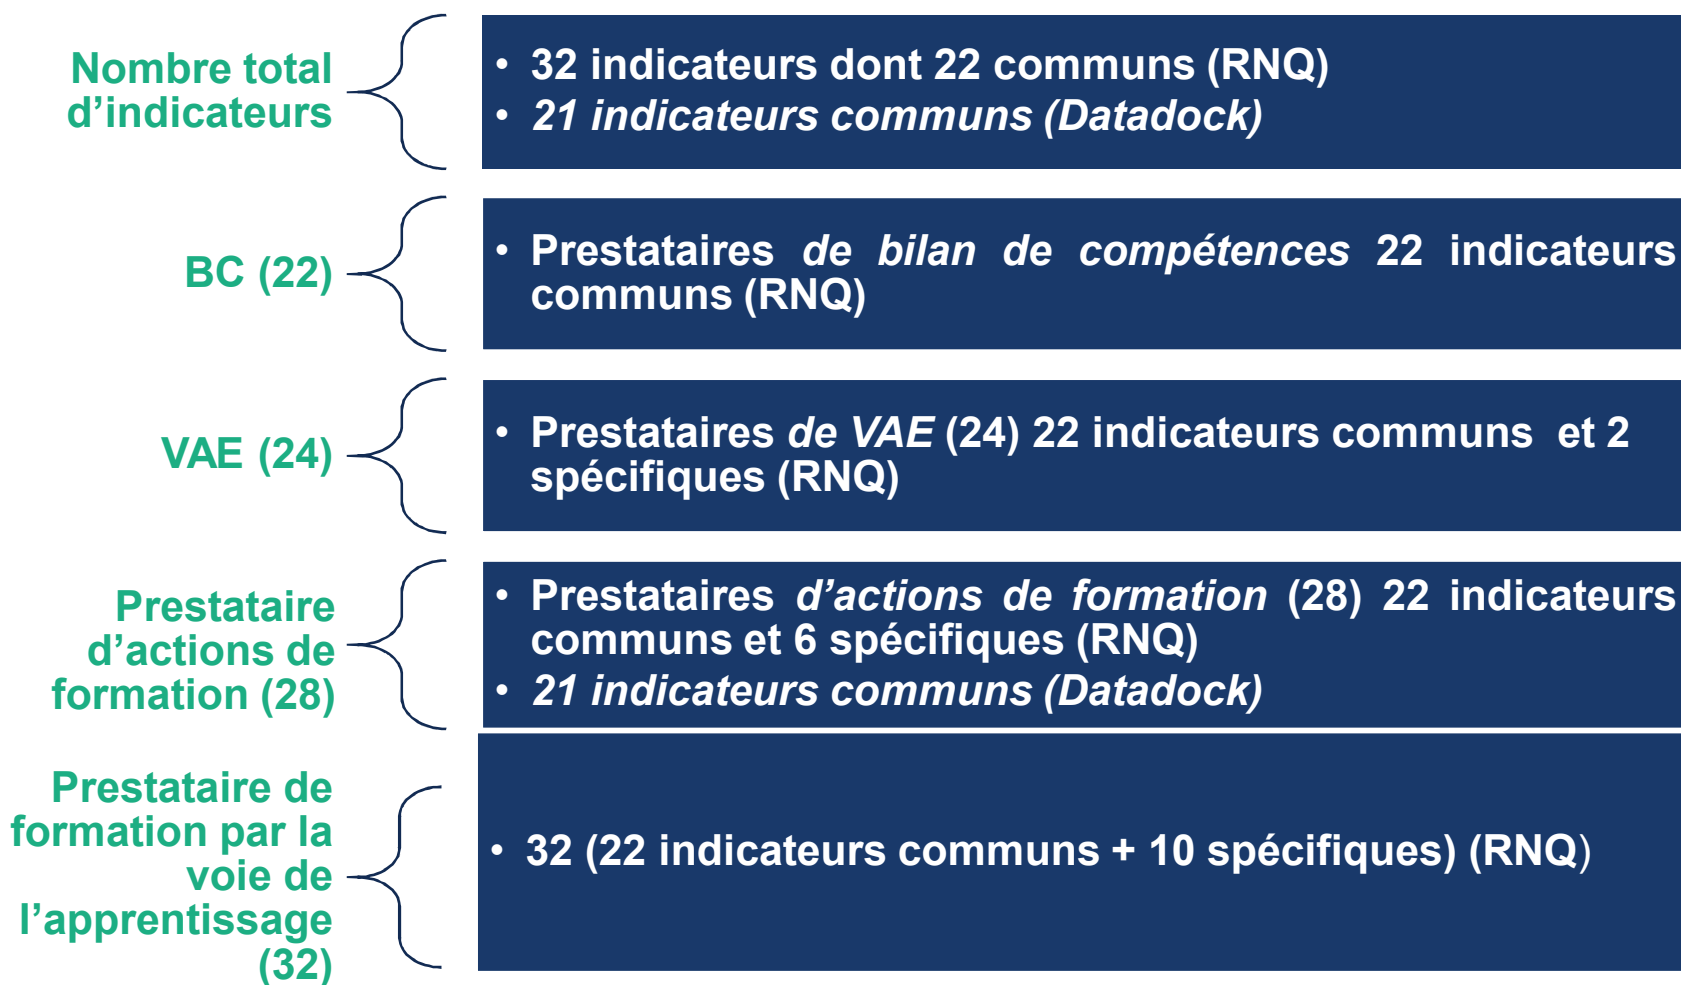 Nombre total
d’indicateurs
• 32 indicateurs dont 22 communs (RNQ)
• 21 indicateurs communs (Datadock)
BC (22)
• Prestataires de bilan de compétences 22 indicateurs
communs (RNQ)
VAE (24)
• Prestataires de VAE (24) 22 indicateurs communs  et 2
spécifiques (RNQ)
Prestataire
d’actions de
formation (28)
• Prestataires d’actions de formation (28) 22 indicateurs
communs et 6 spécifiques (RNQ)
• 21 indicateurs communs (Datadock)
Prestataire de
formation par la
voie de
l’apprentissage
(32)
• 32 (22 indicateurs communs + 10 spécifiques) (RNQ)